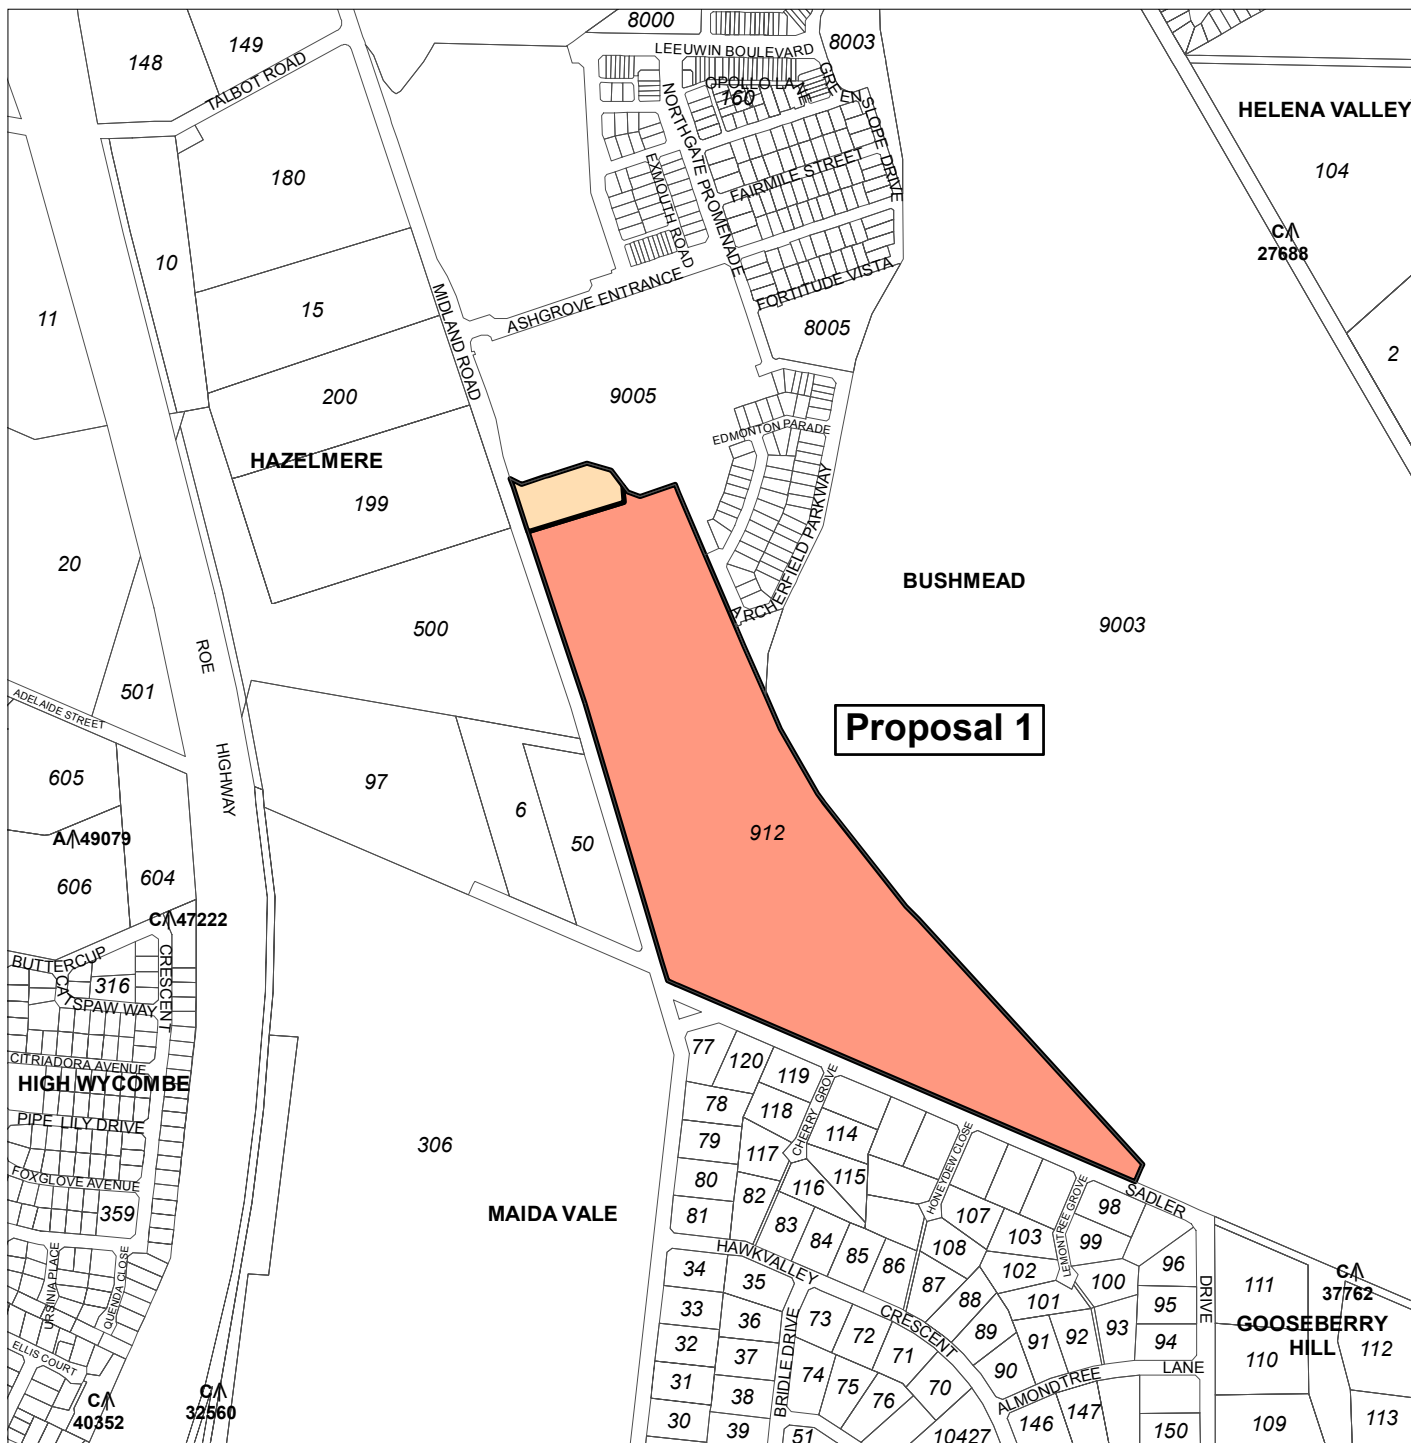 8000
148
149
TALBOT ROAD
LEEUWIN BOULEVARD
8003
OPOLLO LANE
160
GREENSLOPE DRIVE
HELENA VALLEY
104
180
NORTHGATE PROMENADE
EXMOUTH ROAD
FAIRMILE STREET
C/\
27688
10
11
15
MIDLAND ROAD
ASHGROVE ENTRANCE
FORTITUDE VISTA
8005
2
200
9005
EDMONTON PARADE
HAZELMERE
199
ARCHERFIELD PARKWAY
20
BUSHMEAD
9003
500
ROE
HIGHWAY
501
ADELAIDE STREET
Proposal 1
605
97
6
50
912
A/\49079
606
604
C/\47222
BUTTERCUP
CRESCENT
316
CATSPAW WAY
CITRIADORA AVENUE
HIGH WYCOMBE
PIPE LILY DRIVE
FOXGLOVE AVENUE
359
URSINIA PLACE
QUENDA CLOSE
ELLIS COURT
C/\
40352
C/\
32560
306
MAIDA VALE
77
120
119
CHERRY GROVE
78
118
114
79
117
115
HONEYDEW CLOSE
80
82
116
81
83
84
85
86
107
108
103
LEMONTREE GROVE
98
SADLER
99
HAWKVALLEY
CRESCENT
102
100
96
DRIVE
111
C/\
37762
34
35
87
101
95
33
36
73
72
88
GOOSEBERRY
HILL
32
37
71
89
91
92
93
94
110
112
31
BRIDLE DRIVE
74
75
76
70
90
ALMONDTREE
LANE
38
30
39
51
10427
146
147
150
109
113